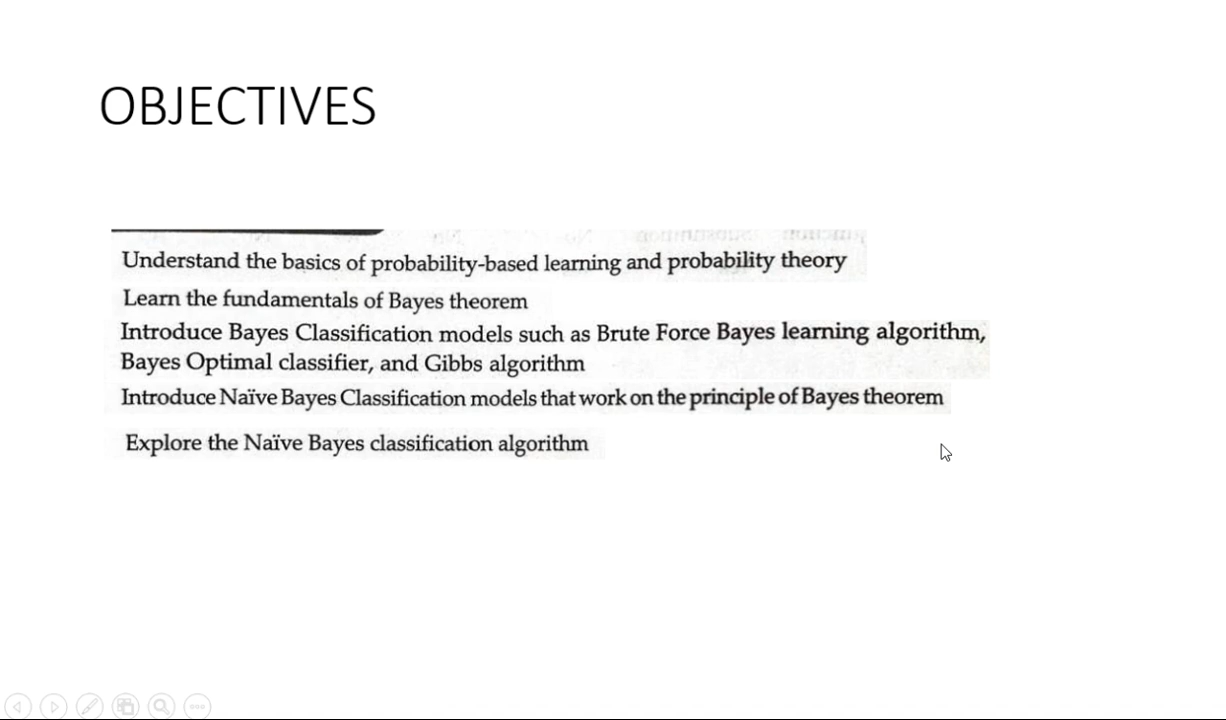 OBJECTIVES
Understand the basics of probability-based learning and probability theory
Learn the fundamentals of Bayes theorem
Introduce Bayes Classification models such as Brute Force Bayes learning algorithm,
Bayes Optimal classifier, and Gibbs algorithm
Introduce Naïve Bayes Classification models that work on the principle of Bayes theorem
Explore the Naïve Bayes classification algorithm